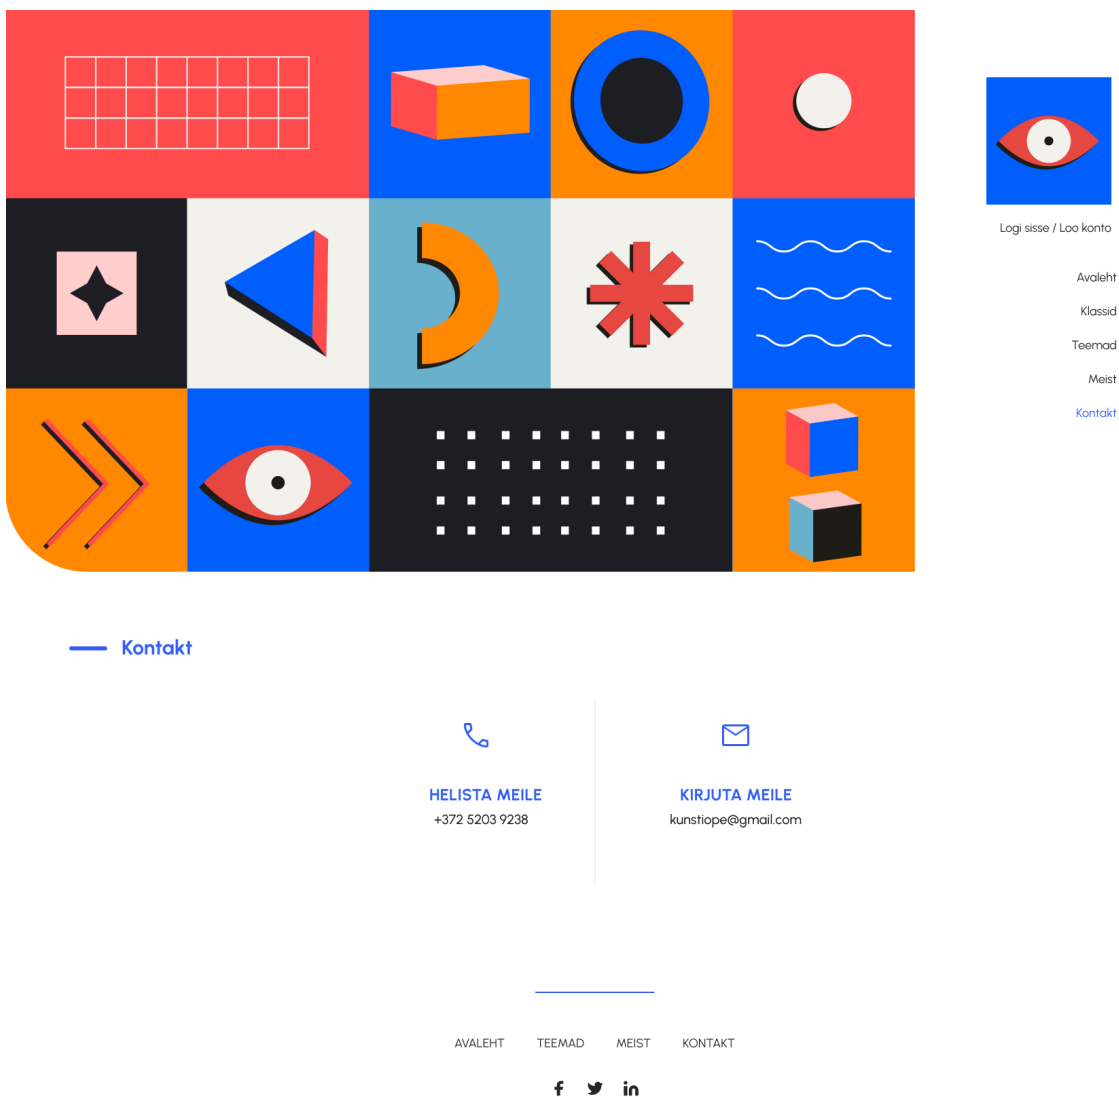 Logi sisse / Loo konto
Avaleht
Klassid
Teemad
Meist
Kontakt
Kontakt
HELISTA MEILE
+372 5203 9238
KIRJUTA MEILE
kunstiope@gmail.com
AVALEHT TEEMAD MEIST KONTAKT